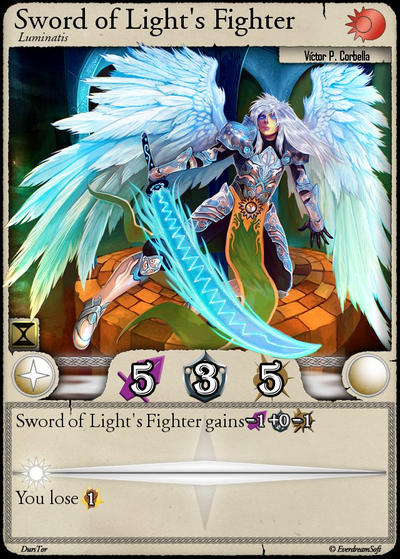 Sword of Light's Fighter
Luminatis
Víctor P. Corbella
5 3 5
Sword of Light's Fighter gains -1 +0 -1
You lose 1
DursTor
© EverdreamSoft